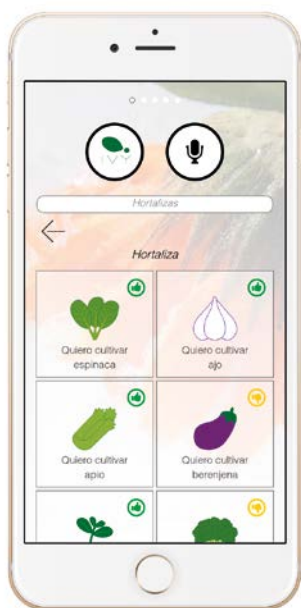 IVY
Hortalizas
Hortaliza
Quiero cultivar
espinaca
Quiero cultivar
ajo
Quiero cultivar
apio
Quiero cultivar
berenjena